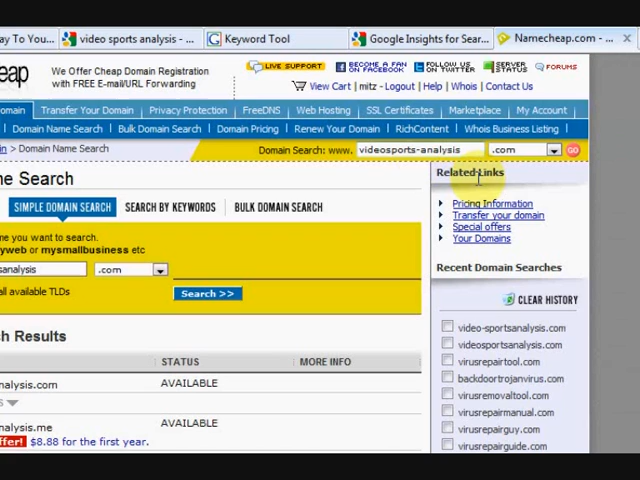 ay To You...
video sports analysis - ...
Keyword Tool
Google Insights for Sear...
Namecheap.com - ...
eap
We Offer Cheap Domain Registration
with FREE E-mail/URL Forwarding
LIVE SUPPORT
BECOME A FAN
ON FACEBOOK
FOLLOW US
ON TWITTER
SERVER
STATUS
FORUMS
View Cart | mitz - Logout | Help | Whois | Contact Us
omain
Transfer Your Domain
Privacy Protection
FreeDNS
Web Hosting
SSL Certificates
Marketplace
My Account
Domain Name Search
Bulk Domain Search
Domain Pricing
Renew Your Domain
RichContent
Whois Business Listing
in > Domain Name Search
Domain Search: www.
videosports-analysis
.com
GO
me Search
SIMPLE DOMAIN SEARCH
SEARCH BY KEYWORDS
BULK DOMAIN SEARCH
me you want to search.
yweb or mysmallbusiness etc
sanalysis
.com
all available TLDs
Search >>
ch Results
STATUS
MORE INFO
nalysis.com
AVAILABLE
S
nalysis.me
AVAILABLE
ffer! $8.88 for the first year.
Related Links
Pricing Information
Transfer your domain
Special offers
Your Domains
Recent Domain Searches
CLEAR HISTORY
video-sportsanalysis.com
videosportsanalysis.com
virusrepairtool.com
backdoortrojanvirus.com
virusremovaltool.com
virusrepairmanual.com
virusrepairguy.com
virusrepairguide.com